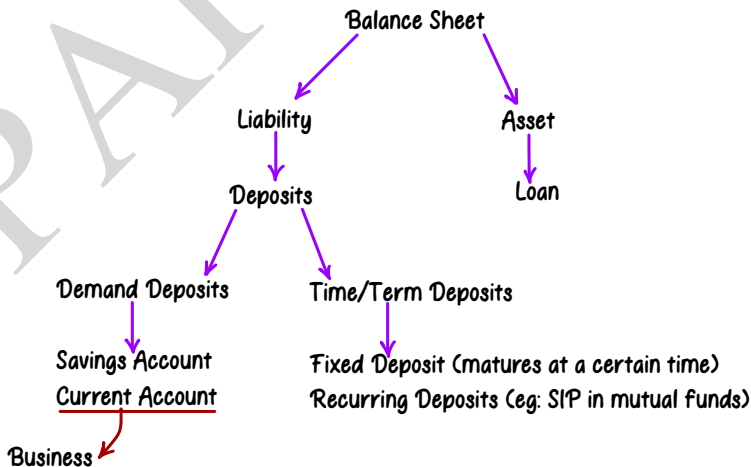 Balance Sheet
Liability
Asset
Deposits
Loan
Demand Deposits
Time/Term Deposits
Savings Account
Fixed Deposit (matures at a certain time)
Current Account
Recurring Deposits (eg: SIP in mutual funds)
Business